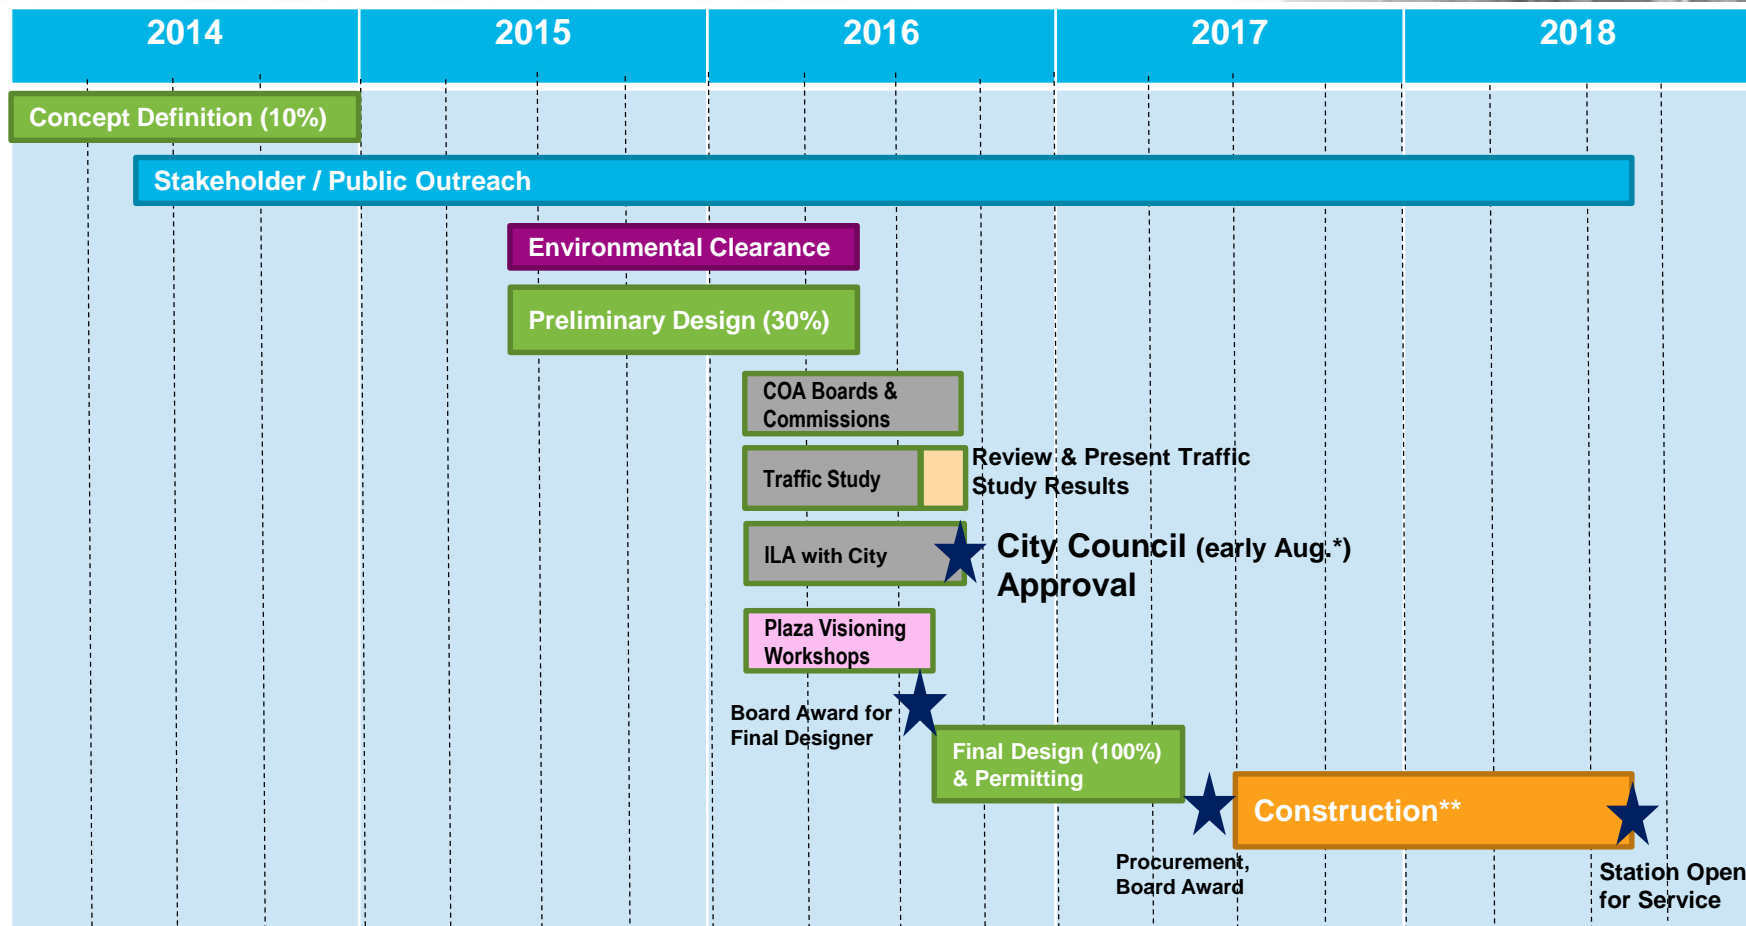 2014
2015
2016
2017
2018
Concept Definition (10%)
Stakeholder / Public Outreach
Environmental Clearance
Preliminary Design (30%)
COA Boards &
Commissions
Traffic Study
Review & Present Traffic
Study Results
ILA with City
City Council (early Aug.*)
Approval
Plaza Visioning
Workshops
Board Award for
Final Designer
Final Design (100%)
& Permitting
Procurement,
Board Award
Construction**
Station Open
for Service